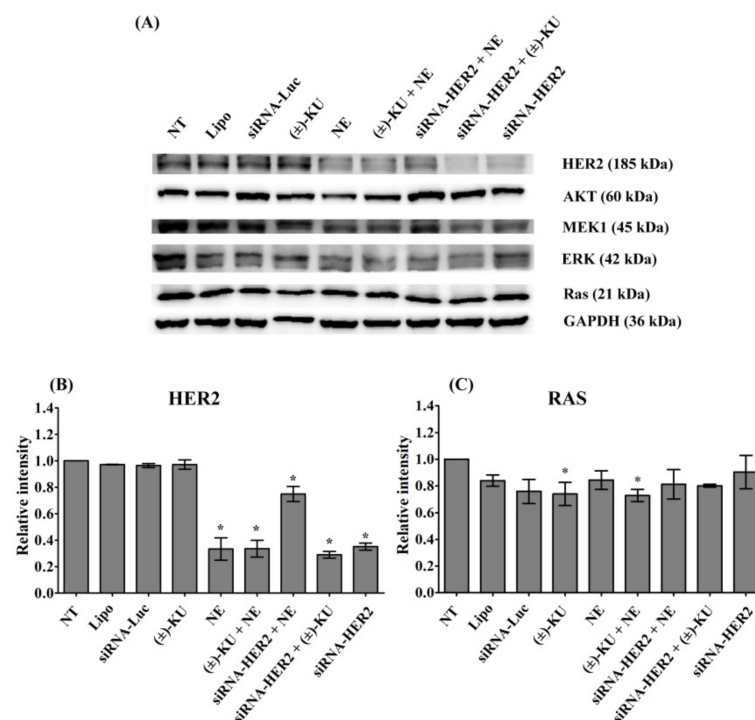 (A)
NT
Lipo
siRNA-Luc
(±)-KU
NE
(±)-KU + NE
siRNA-HER2 + NE
siRNA-HER2 + (±)-KU
siRNA-HER2
HER2 (185 kDa)
AKT (60 kDa)
MEK1 (45 kDa)
ERK (42 kDa)
Ras (21 kDa)
GAPDH (36 kDa)
(B)
HER2
Relative intensity
1.4
1.2
1.0
0.8
0.6
0.4
0.2
0.0
*
*
*
*
*
NT
Lipo
siRNA-Luc
(±)-KU
NE
(±)-KU + NE
siRNA-HER2 + NE
siRNA-HER2 + (±)-KU
siRNA-HER2
(C)
RAS
Relative intensity
1.4
1.2
1.0
0.8
0.6
0.4
0.2
0.0
*
*
NT
Lipo
siRNA-Luc
(±)-KU
NE
(±)-KU + NE
siRNA-HER2 + NE
siRNA-HER2 + (±)-KU
siRNA-HER2